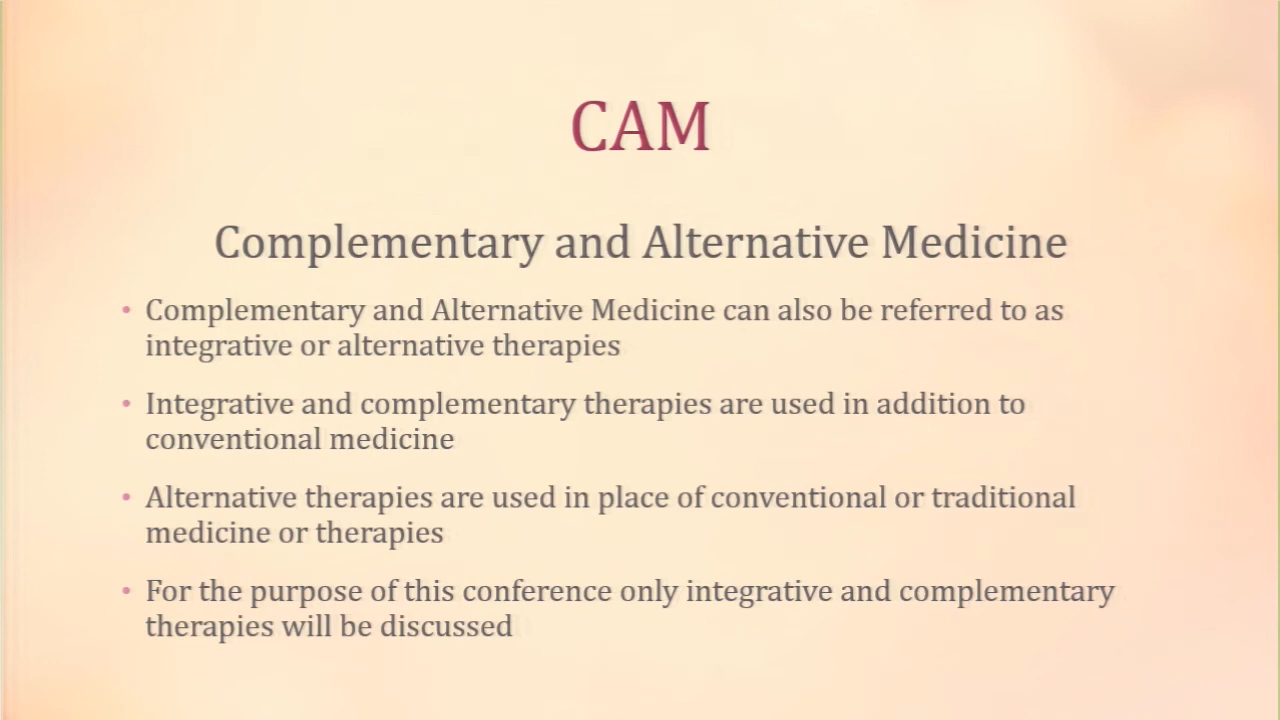 CAM
Complementary and Alternative Medicine
• Complementary and Alternative Medicine can also be referred to as
integrative or alternative therapies
• Integrative and complementary therapies are used in addition to
conventional medicine
• Alternative therapies are used in place of conventional or traditional
medicine or therapies
• For the purpose of this conference only integrative and complementary
therapies will be discussed